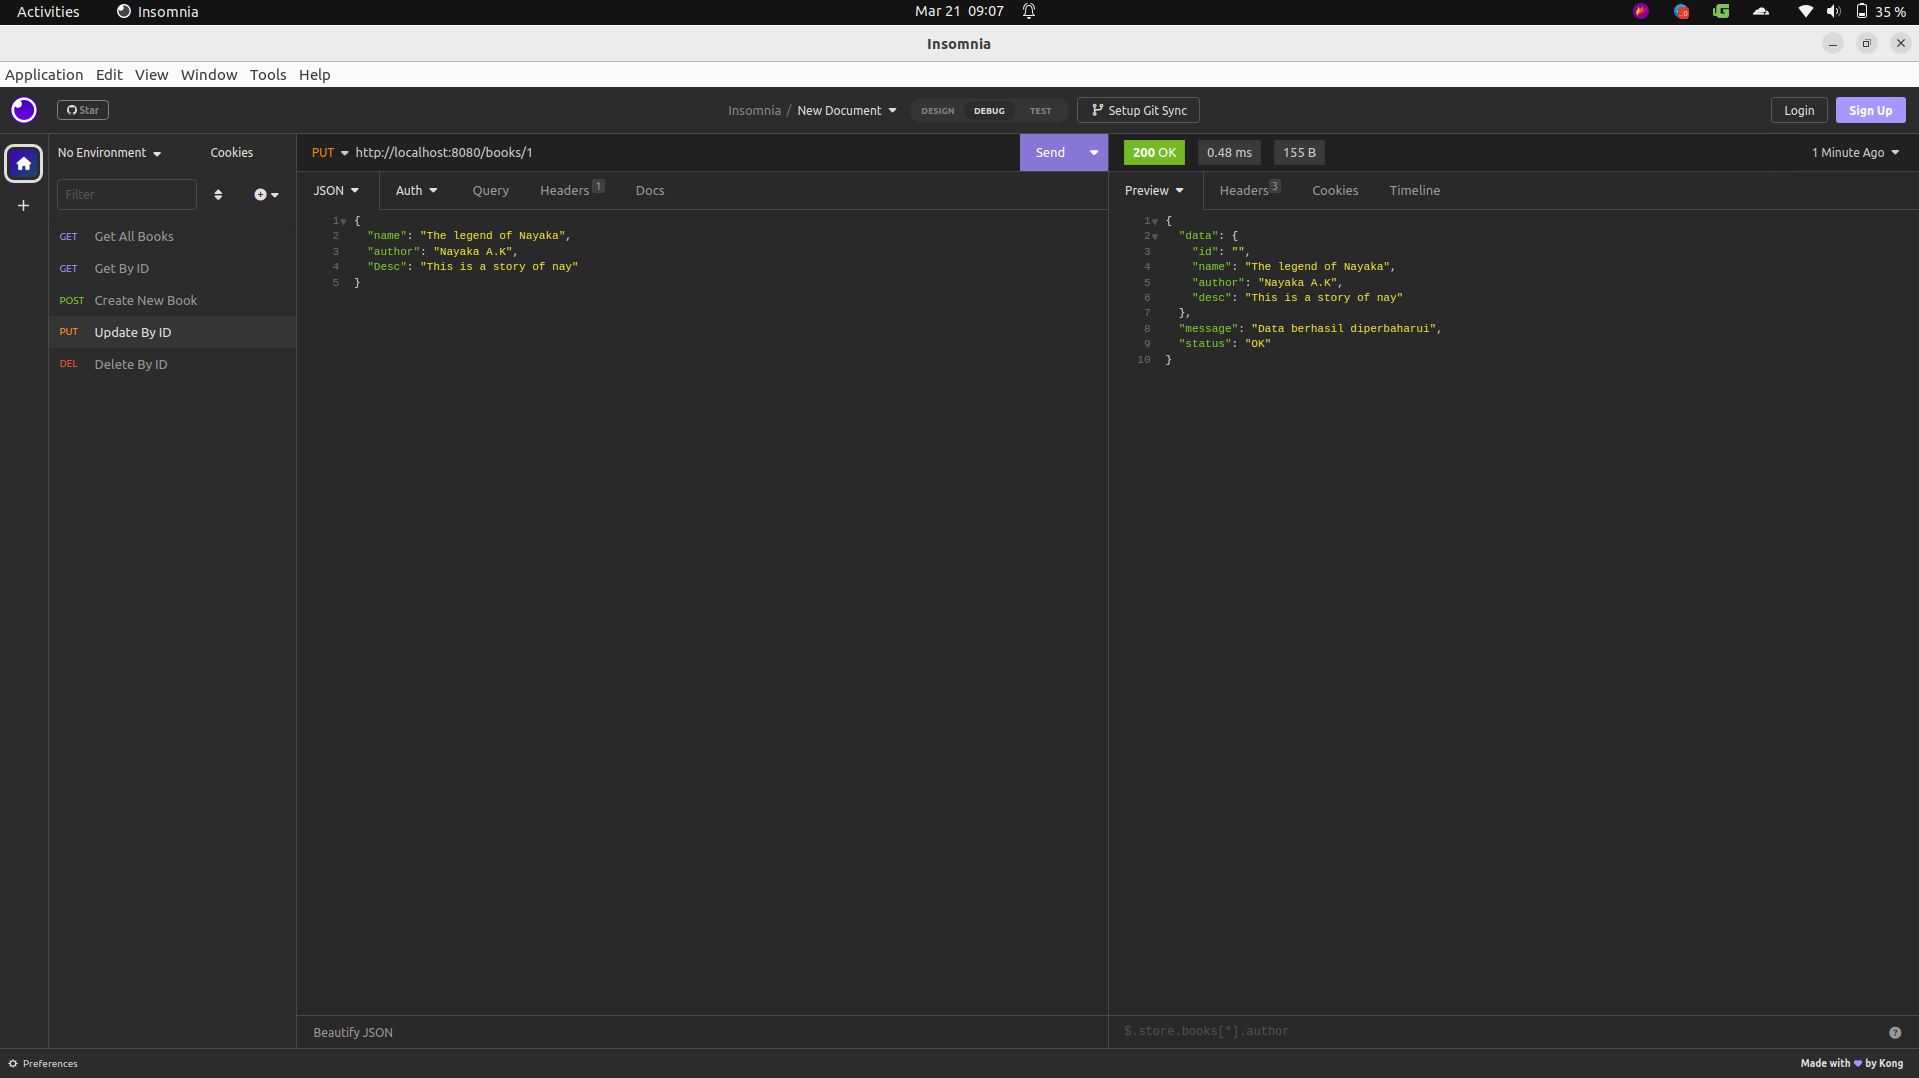 Activities Insomnia Mar 21 09:07 35 %
Insomnia
Application Edit View Window Tools Help
Star Insomnia / New Document DESIGN DEBUG TEST Setup Git Sync Login Sign Up
No Environment Cookies
Filter
GET Get All Books
GET Get By ID
POST Create New Book
PUT Update By ID
DEL Delete By ID
PUT http://localhost:8080/books/1 Send
JSON Auth Query Headers 1 Docs
1 {
2 "name": "The legend of Nayaka",
3 "author": "Nayaka A.K",
4 "Desc": "This is a story of nay"
5 }
Beautify JSON
200 OK 0.48 ms 155 B 1 Minute Ago
Preview Headers 3 Cookies Timeline
1 {
2 "data": {
3 "id": "",
4 "name": "The legend of Nayaka",
5 "author": "Nayaka A.K",
6 "desc": "This is a story of nay"
7 },
8 "message": "Data berhasil diperbaharui",
9 "status": "OK"
10 }
$.store.books[*].author
Preferences
Made with by Kong